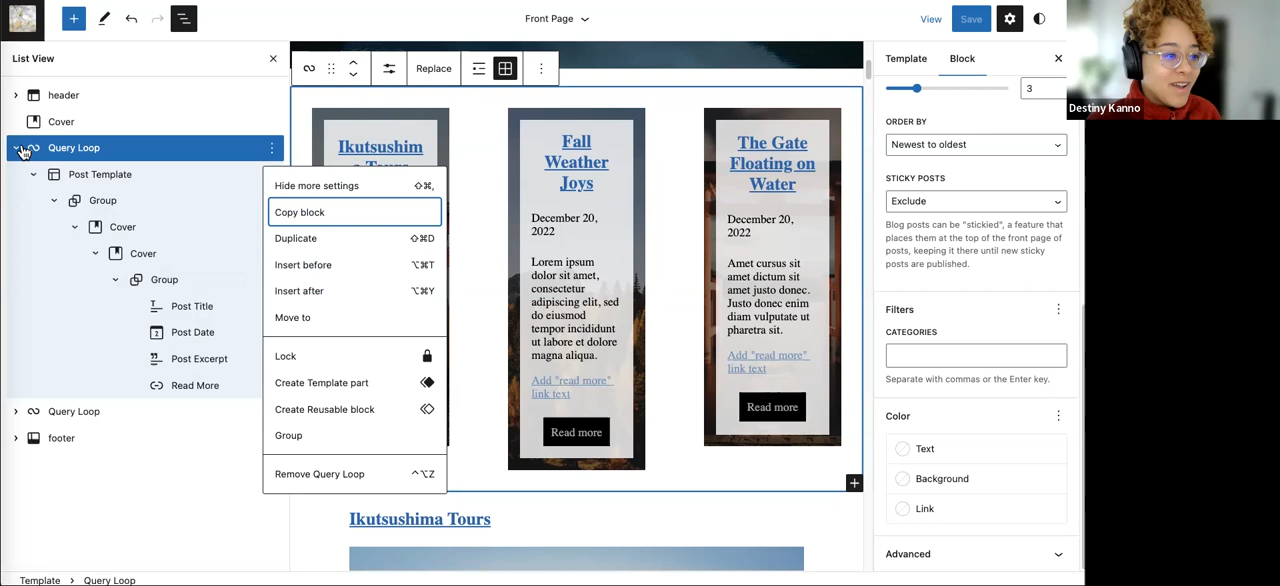 Front Page
View
Save
List View
header
Cover
Query Loop
Post Template
Group
Cover
Cover
Group
Post Title
Post Date
Post Excerpt
Read More
Query Loop
footer
Hide more settings ⇧⌘,
Copy block
Duplicate ⇧⌘D
Insert before ⌥⌘T
Insert after ⌥⌘Y
Move to
Lock
Create Template part
Create Reusable block
Group
Remove Query Loop ^⌥Z
Replace
Ikutsushim
a Tours
Fall
Weather
Joys
December 20,
2022
Lorem ipsum
dolor sit amet,
consectetur
adipiscing elit, sed
do eiusmod
tempor incididunt
ut labore et dolore
magna aliqua.
Add "read more"
link text
Read more
The Gate
Floating on
Water
December 20,
2022
Amet cursus sit
amet dictum sit
amet justo donec.
Justo donec enim
diam vulputate ut
pharetra sit.
Add "read more"
link text
Read more
Ikutsushima Tours
Template
Block
3
ORDER BY
Newest to oldest
STICKY POSTS
Exclude
Blog posts can be "stickied", a feature that
places them at the top of the front page of
posts, keeping it there until new sticky
posts are published.
Filters
CATEGORIES
Separate with commas or the Enter key.
Color
Text
Background
Link
Advanced
Destiny Kanno
Template > Query Loop